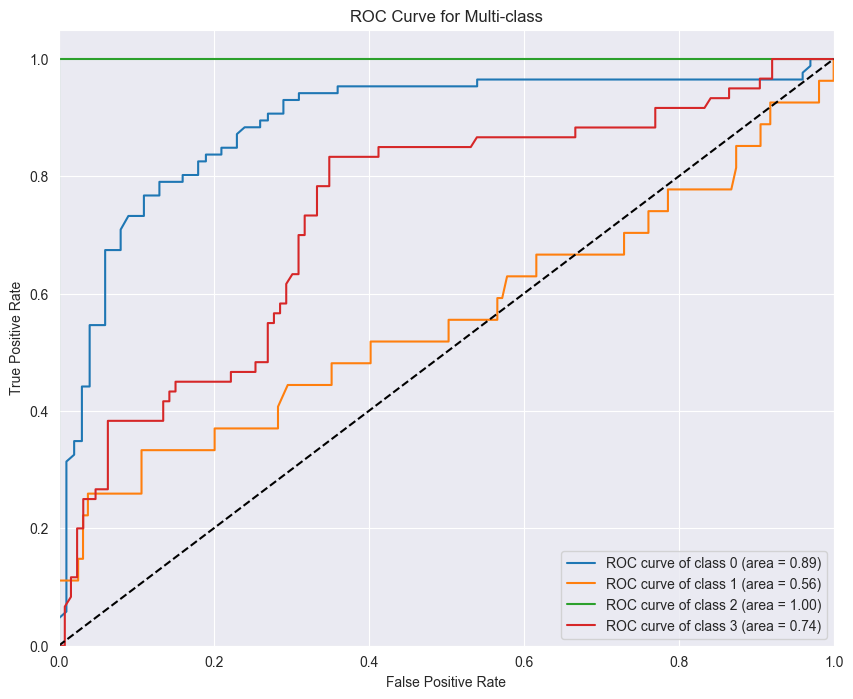 ROC Curve for Multi-class
True Positive Rate
1.0
0.8
0.6
0.4
0.2
0.0
ROC curve of class 0 (area = 0.89)
ROC curve of class 1 (area = 0.56)
ROC curve of class 2 (area = 1.00)
ROC curve of class 3 (area = 0.74)
0.0 0.2 0.4 0.6 0.8 1.0
False Positive Rate